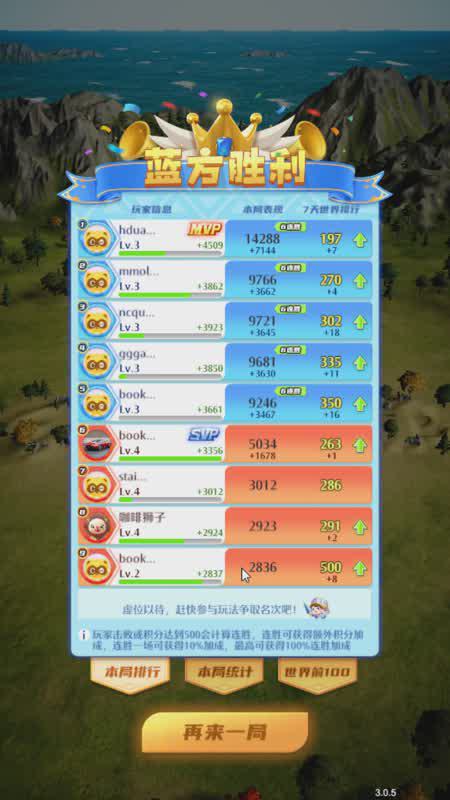 蓝方胜利
玩家信息 本局表现 7天世界排行
1 hdua... MVP 6连胜
Lv.3 +4509 14288 +7144 197 +7
2 mmol... 6连胜
Lv.3 +3862 9766 +3662 270 +4
3 ncqu... 6连胜
Lv.3 +3923 9721 +3645 302 +18
4 ggga... 6连胜
Lv.3 +3850 9681 +3630 335 +11
5 book... 6连胜
Lv.3 +3661 9246 +3467 350 +16
6 book... SVP
Lv.4 +3356 5034 +1678 263 +1
7 stai...
Lv.4 +3012 3012 286
8 咖啡狮子
Lv.4 +2924 2923 291 +2
9 book...
Lv.2 +2837 2836 500 +8
虚位以待，赶快参与玩法争取名次吧！
玩家击败或积分达到500会计算连胜，连胜可获得额外积分加
成，连胜一场可获得10%加成，最高可获得100%连胜加成
本局排行 本局统计 世界前100
再来一局
3.0.5